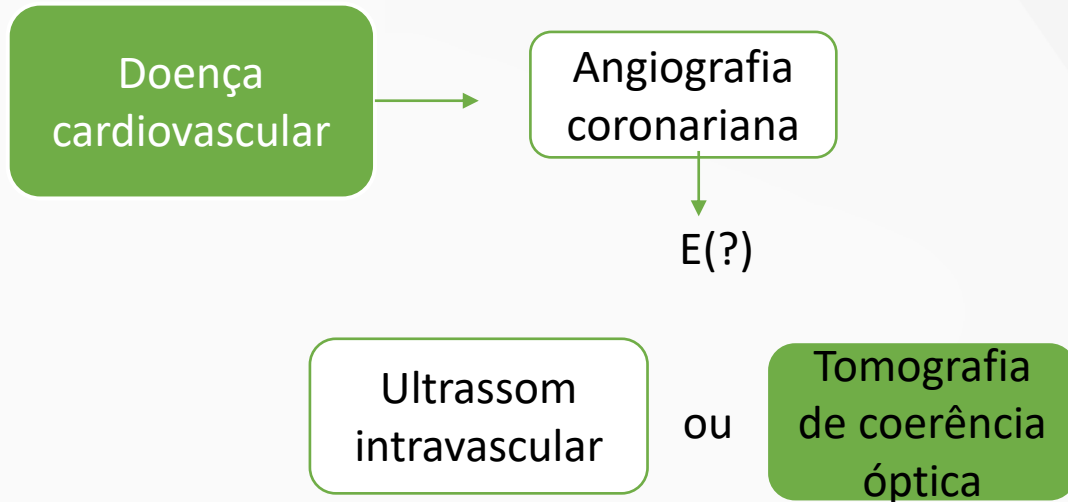 Doença
cardiovascular
Angiografia
coronariana
E(?)
Ultrassom
intravascular
ou
Tomografia
de coerência
óptica